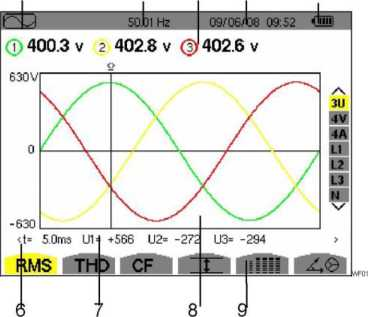 50.01 Hz 09/06/08 09:52
1 400.3 v 2 402.8 v 3 402.6 v
630V
0
-630
3U
4V
4A
L1
L2
L3
N
<t= 5.0ms U1= +566 U2= -272 U3= -294 >
RMS THD CF
WF01
6 7 8 9